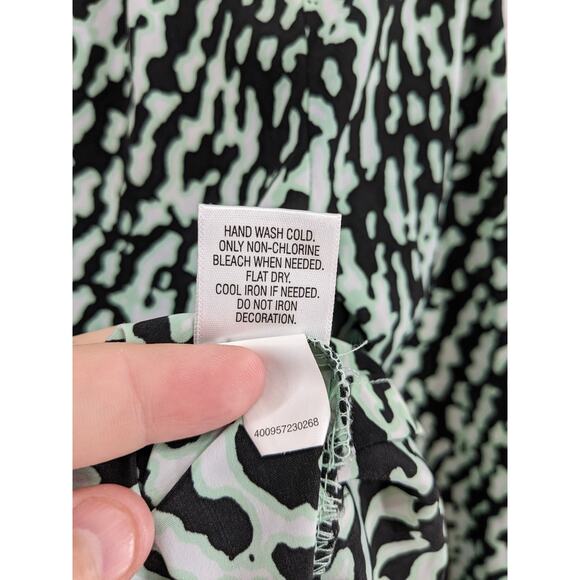 HAND WASH COLD.
ONLY NON-CHLORINE
BLEACH WHEN NEEDED.
FLAT DRY.
COOL IRON IF NEEDED.
DO NOT IRON
DECORATION.
400957230268